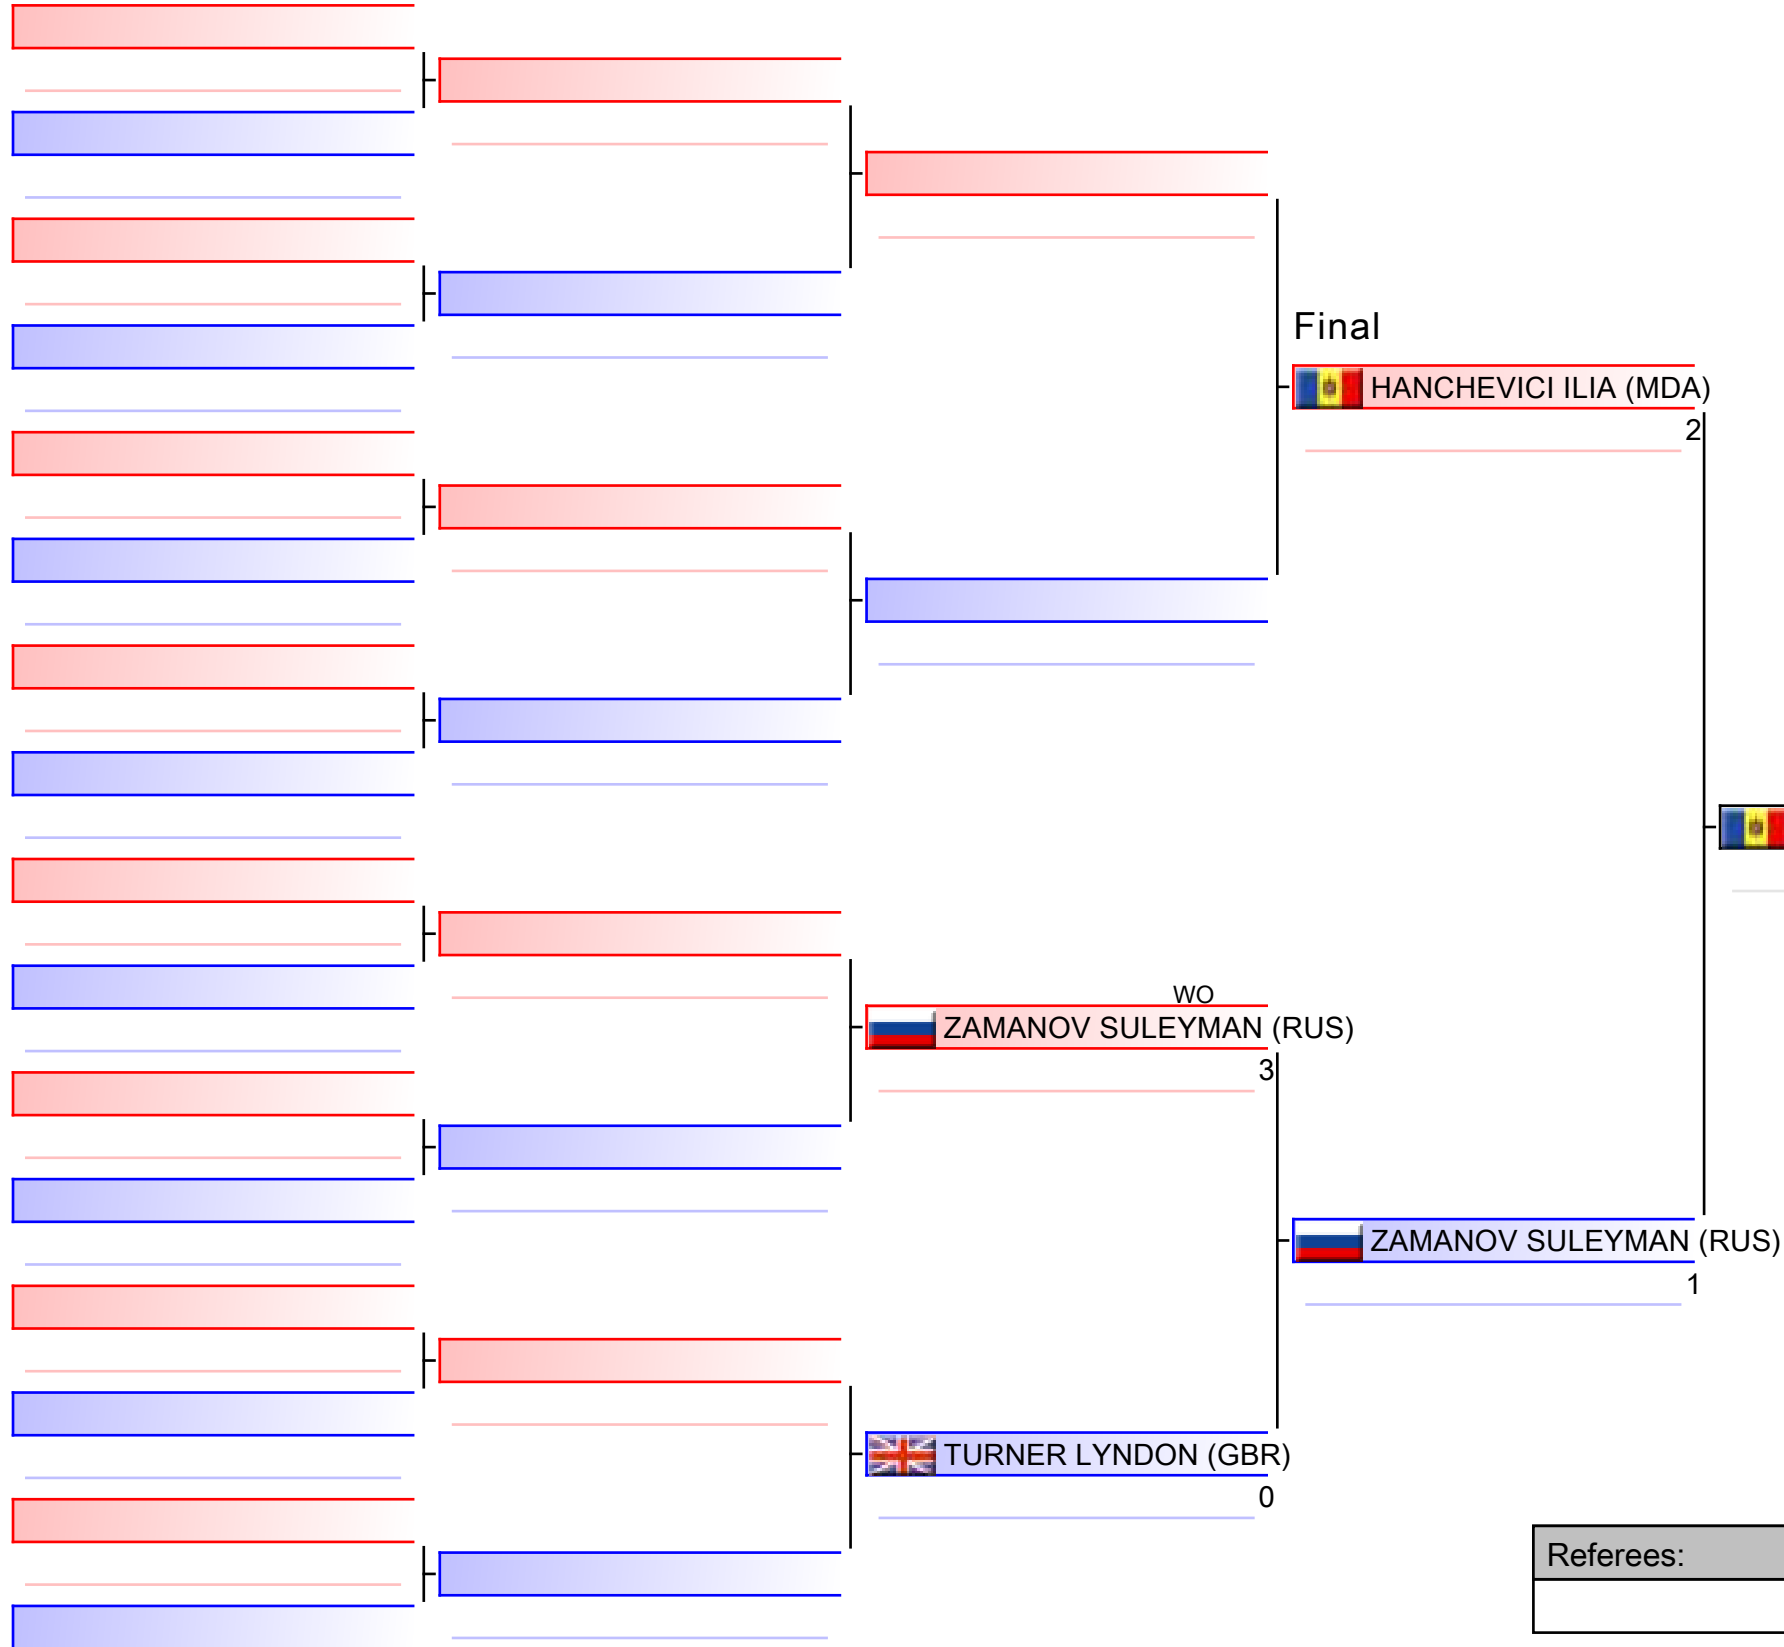 Final
HANCHEVICI ILIA (MDA)
2
WO
ZAMANOV SULEYMAN (RUS)
3
ZAMANOV SULEYMAN (RUS)
1
TURNER LYNDON (GBR)
0
Referees: